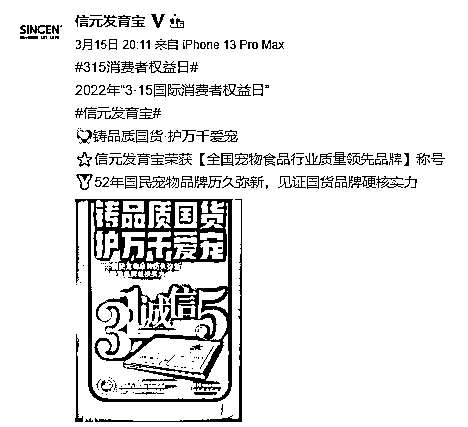 SINCEN
信元发育宝 V
3月15日 20:11 来自 iPhone 13 Pro Max
#315消费者权益日#
2022年“3·15国际消费者权益日”
#信元发育宝#
铸品质国货·护万千爱宠
信元发育宝荣获【全国宠物食品行业质量领先品牌】称号
52年国民宠物品牌历久弥新，见证国货品牌硬核实力
铸品质国货
护万千爱宠
315
诚信